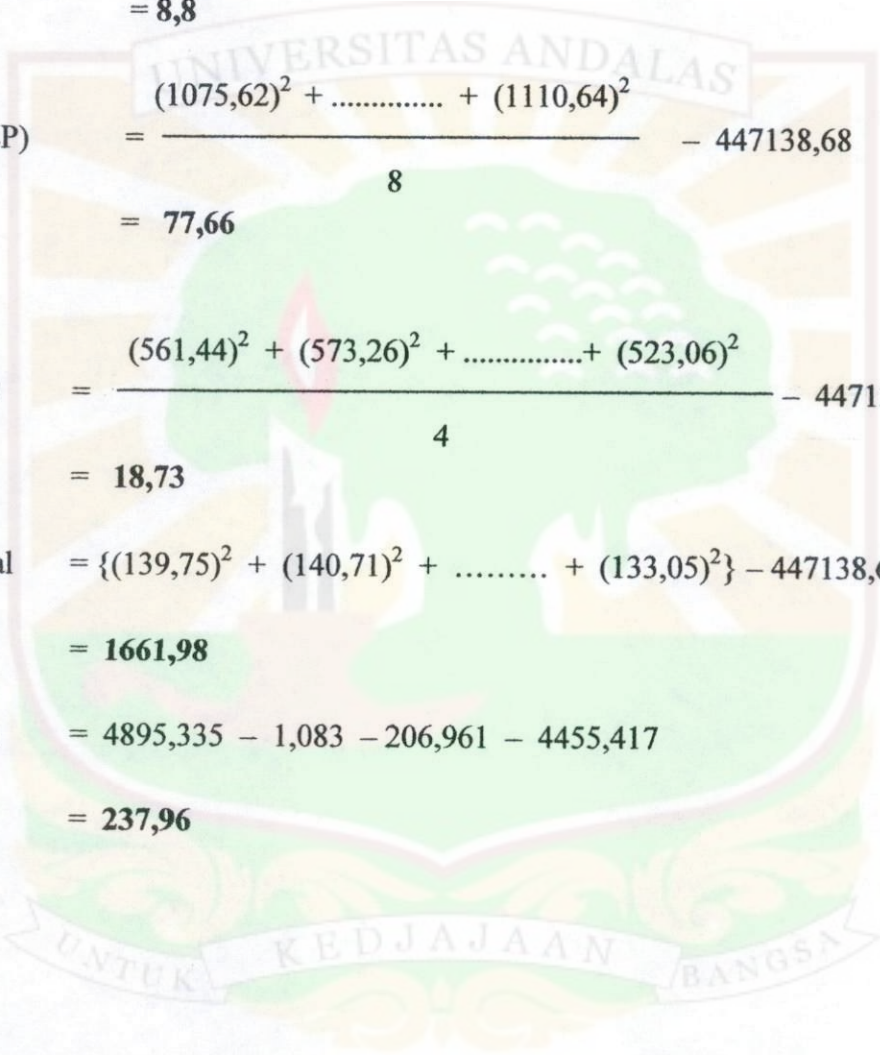 = 8,8
UNIVERSITAS ANDALAS
(1075,62)² + .............. + (1110,64)²
P) = – 447138,68
8
= 77,66
(561,44)² + (573,26)² + ...............+ (523,06)²
= – 4471
4
= 18,73
al = {(139,75)² + (140,71)² + ......... + (133,05)²} – 447138,
= 1661,98
= 4895,335 – 1,083 – 206,961 – 4455,417
= 237,96
UNTUK KEDJAJAAN BANGSA